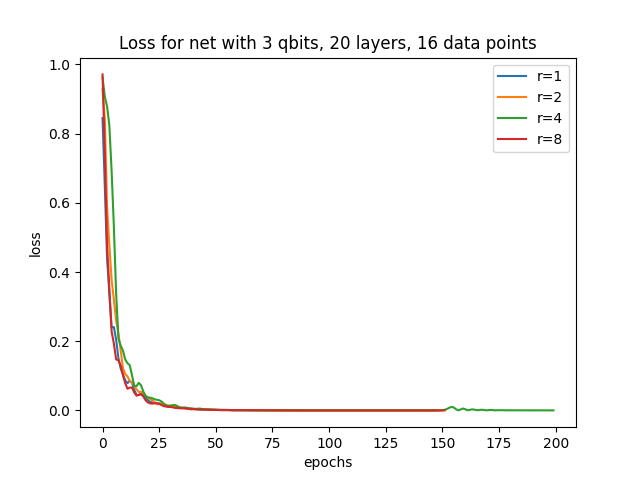 Loss for net with 3 qbits, 20 layers, 16 data points
1.0
0.8
0.6
0.4
0.2
0.0
loss
r=1
r=2
r=4
r=8
0 25 50 75 100 125 150 175 200
epochs